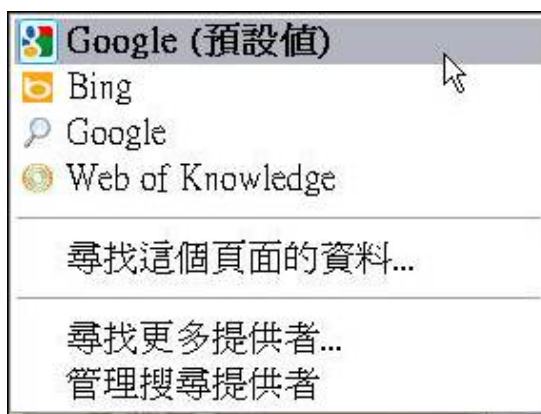 Google (預設值)
Bing
Google
Web of Knowledge
尋找這個頁面的資料...
尋找更多提供者...
管理搜尋提供者